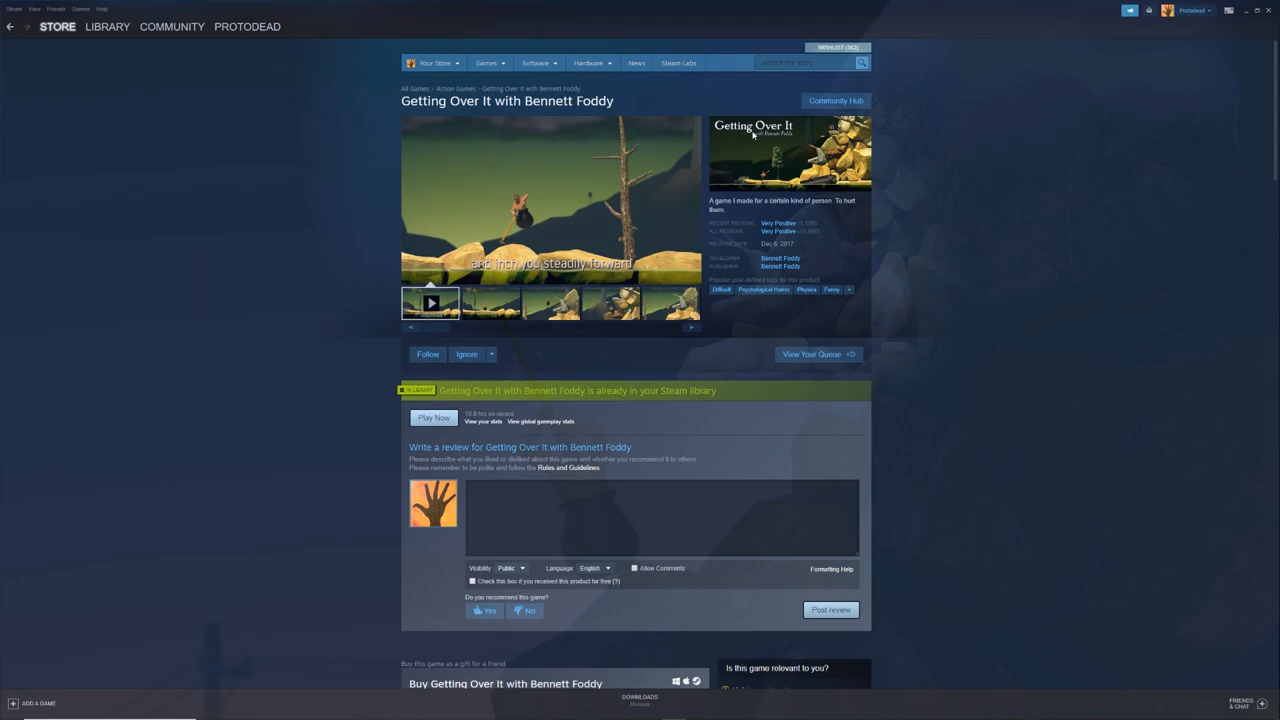 Steam View Friends Games Help
Protodead
STORE LIBRARY COMMUNITY PROTODEAD
WISHLIST (363)
Your Store Games Software Hardware News Steam Labs search the store
All Games > Action Games > Getting Over It with Bennett Foddy
Getting Over It with Bennett Foddy
Community Hub
and inch you steadily forward
Getting Over It
with Bennett Foddy
A game I made for a certain kind of person. To hurt
them.
RECENT REVIEWS: Very Positive (1,199)
ALL REVIEWS: Very Positive (15,950)
RELEASE DATE: Dec 6, 2017
DEVELOPER: Bennett Foddy
PUBLISHER: Bennett Foddy
Popular user-defined tags for this product:
Difficult Psychological Horror Physics Funny +
Follow Ignore View Your Queue
IN LIBRARY Getting Over It with Bennett Foddy is already in your Steam library
Play Now
10.9 hrs on record
View your stats View global gameplay stats
Write a review for Getting Over It with Bennett Foddy
Please describe what you liked or disliked about this game and whether you recommend it to others.
Please remember to be polite and follow the Rules and Guidelines.
Visibility: Public Language: English Allow Comments Formatting Help
Check this box if you received this product for free (?)
Do you recommend this game?
Yes No Post review
Buy this game as a gift for a friend
Buy Getting Over It with Bennett Foddy
Is this game relevant to you?
ADD A GAME
DOWNLOADS
Manage
FRIENDS
& CHAT